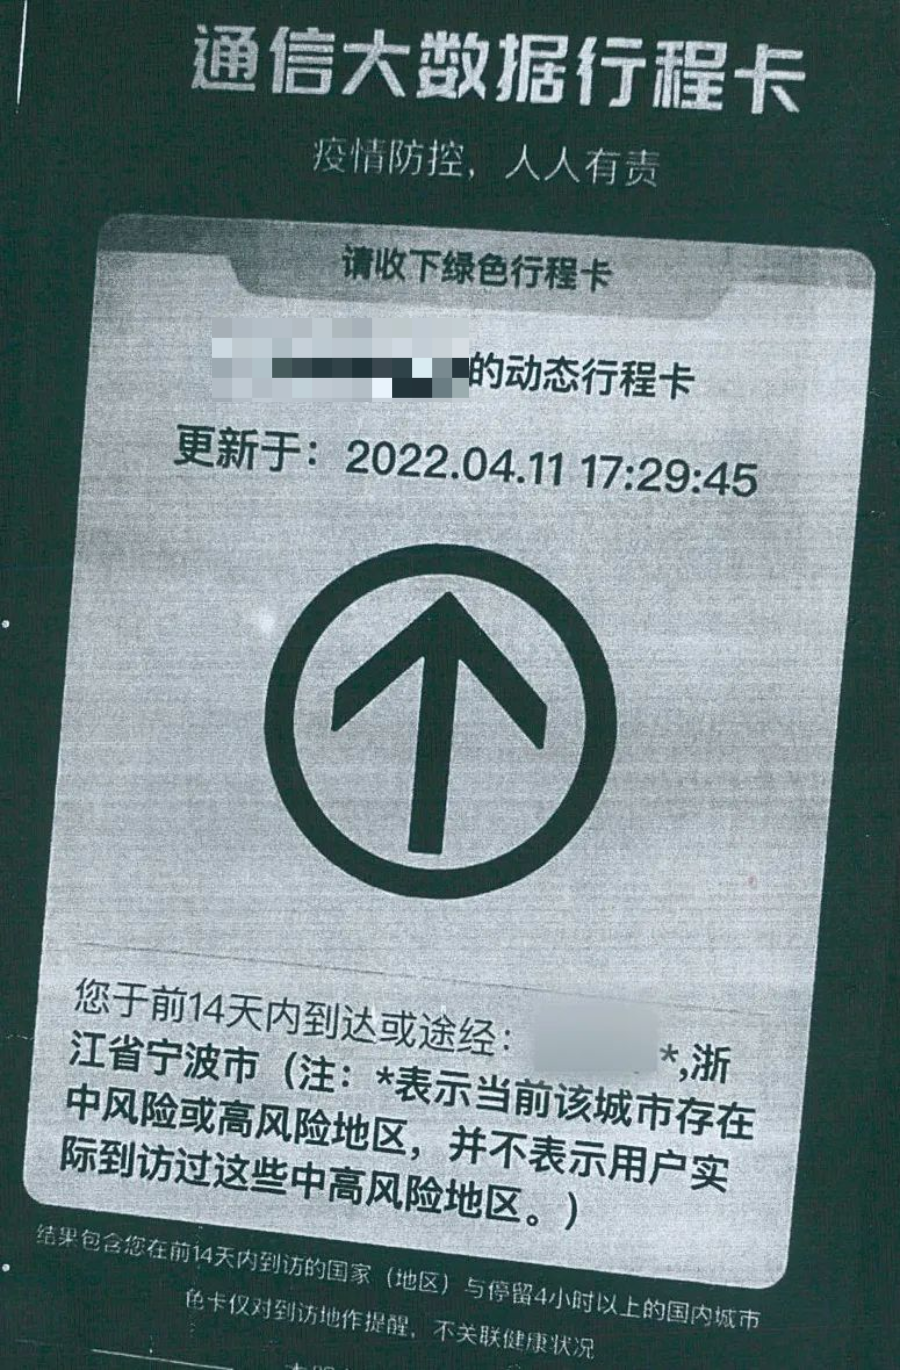 通信大数据行程卡
疫情防控，人人有责
请收下绿色行程卡
的动态行程卡
更新于：2022.04.11 17:29:45
您于前14天内到达或途经：*,浙
江省宁波市（注：*表示当前该城市存在
中风险或高风险地区，并不表示用户实
际到访过这些中高风险地区。）
结果包含您在前14天内到访的国家（地区）与停留4小时以上的国内城市
色卡仅对到访地作提醒，不关联健康状况